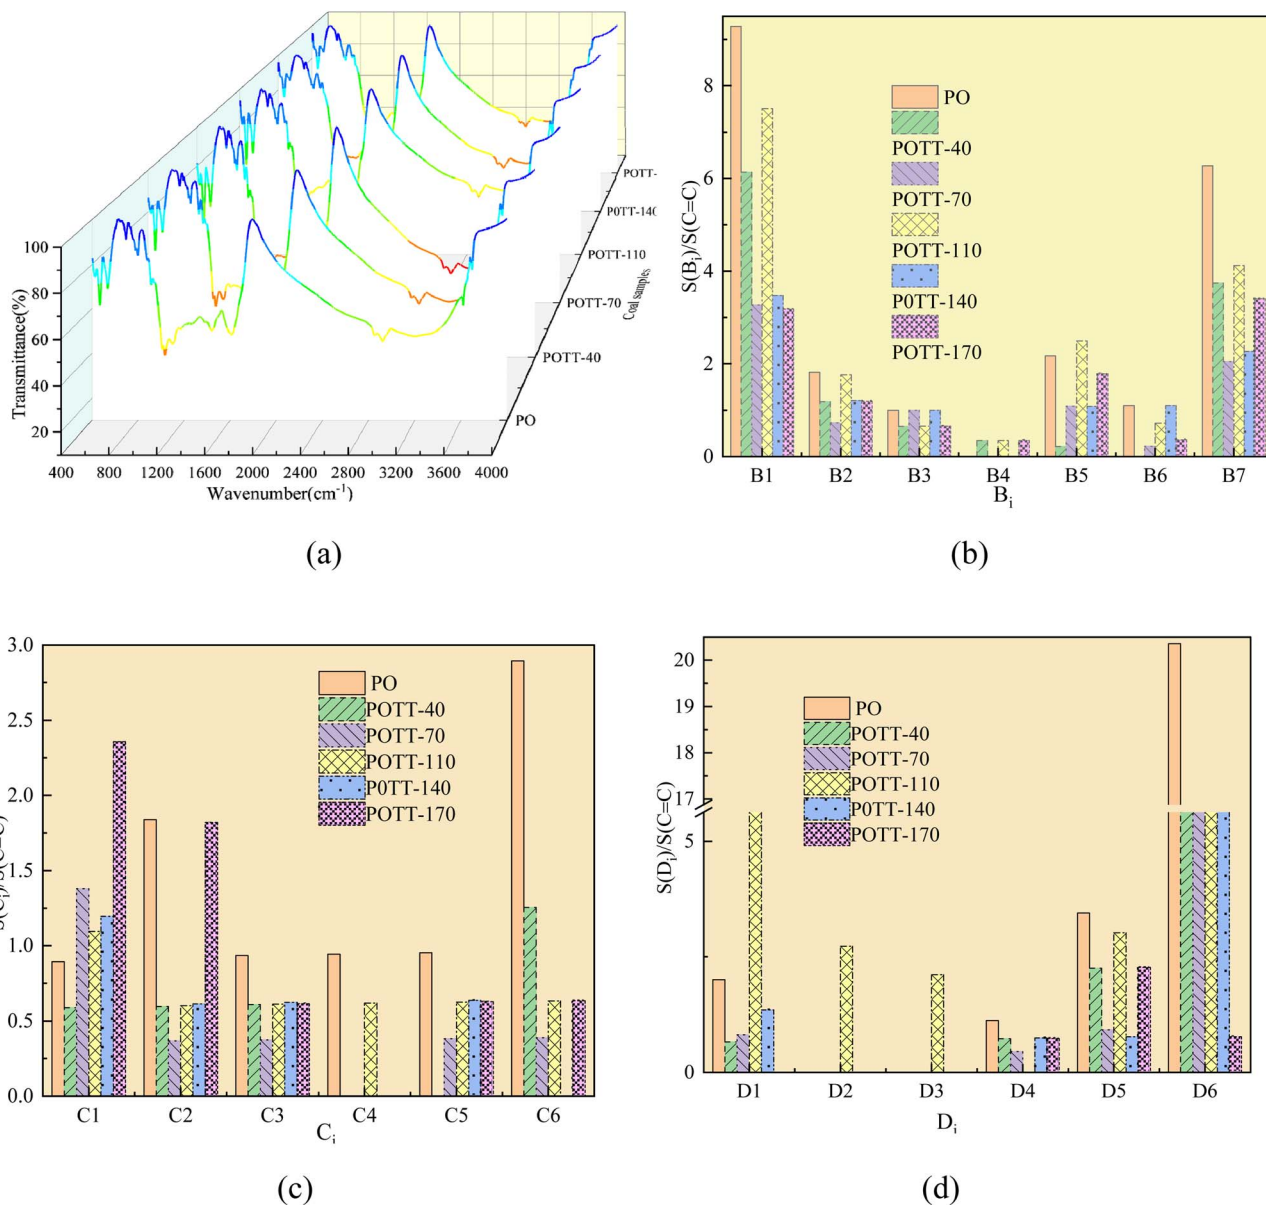 100
80
60
40
20
Transmittance(%)
400 800 1200 1600 2000 2400 2800 3200 3600 4000
Wavenumber(cm-1)
POTT-
P0TT-140
POTT-110
POTT-70
POTT-40
PO
Coal samples
(a)
S(Bi)/S(C=C)
8
6
4
2
0
PO
POTT-40
POTT-70
POTT-110
P0TT-140
POTT-170
B1 B2 B3 B4 B5 B6 B7
Bi
(b)
S(Ci)/S(C=C)
3.0
2.5
2.0
1.5
1.0
0.5
0.0
PO
POTT-40
POTT-70
POTT-110
P0TT-140
POTT-170
C1 C2 C3 C4 C5 C6
Ci
(c)
S(Di)/S(C=C)
20
19
18
17
5
0
PO
POTT-40
POTT-70
POTT-110
P0TT-140
POTT-170
D1 D2 D3 D4 D5 D6
Di
(d)